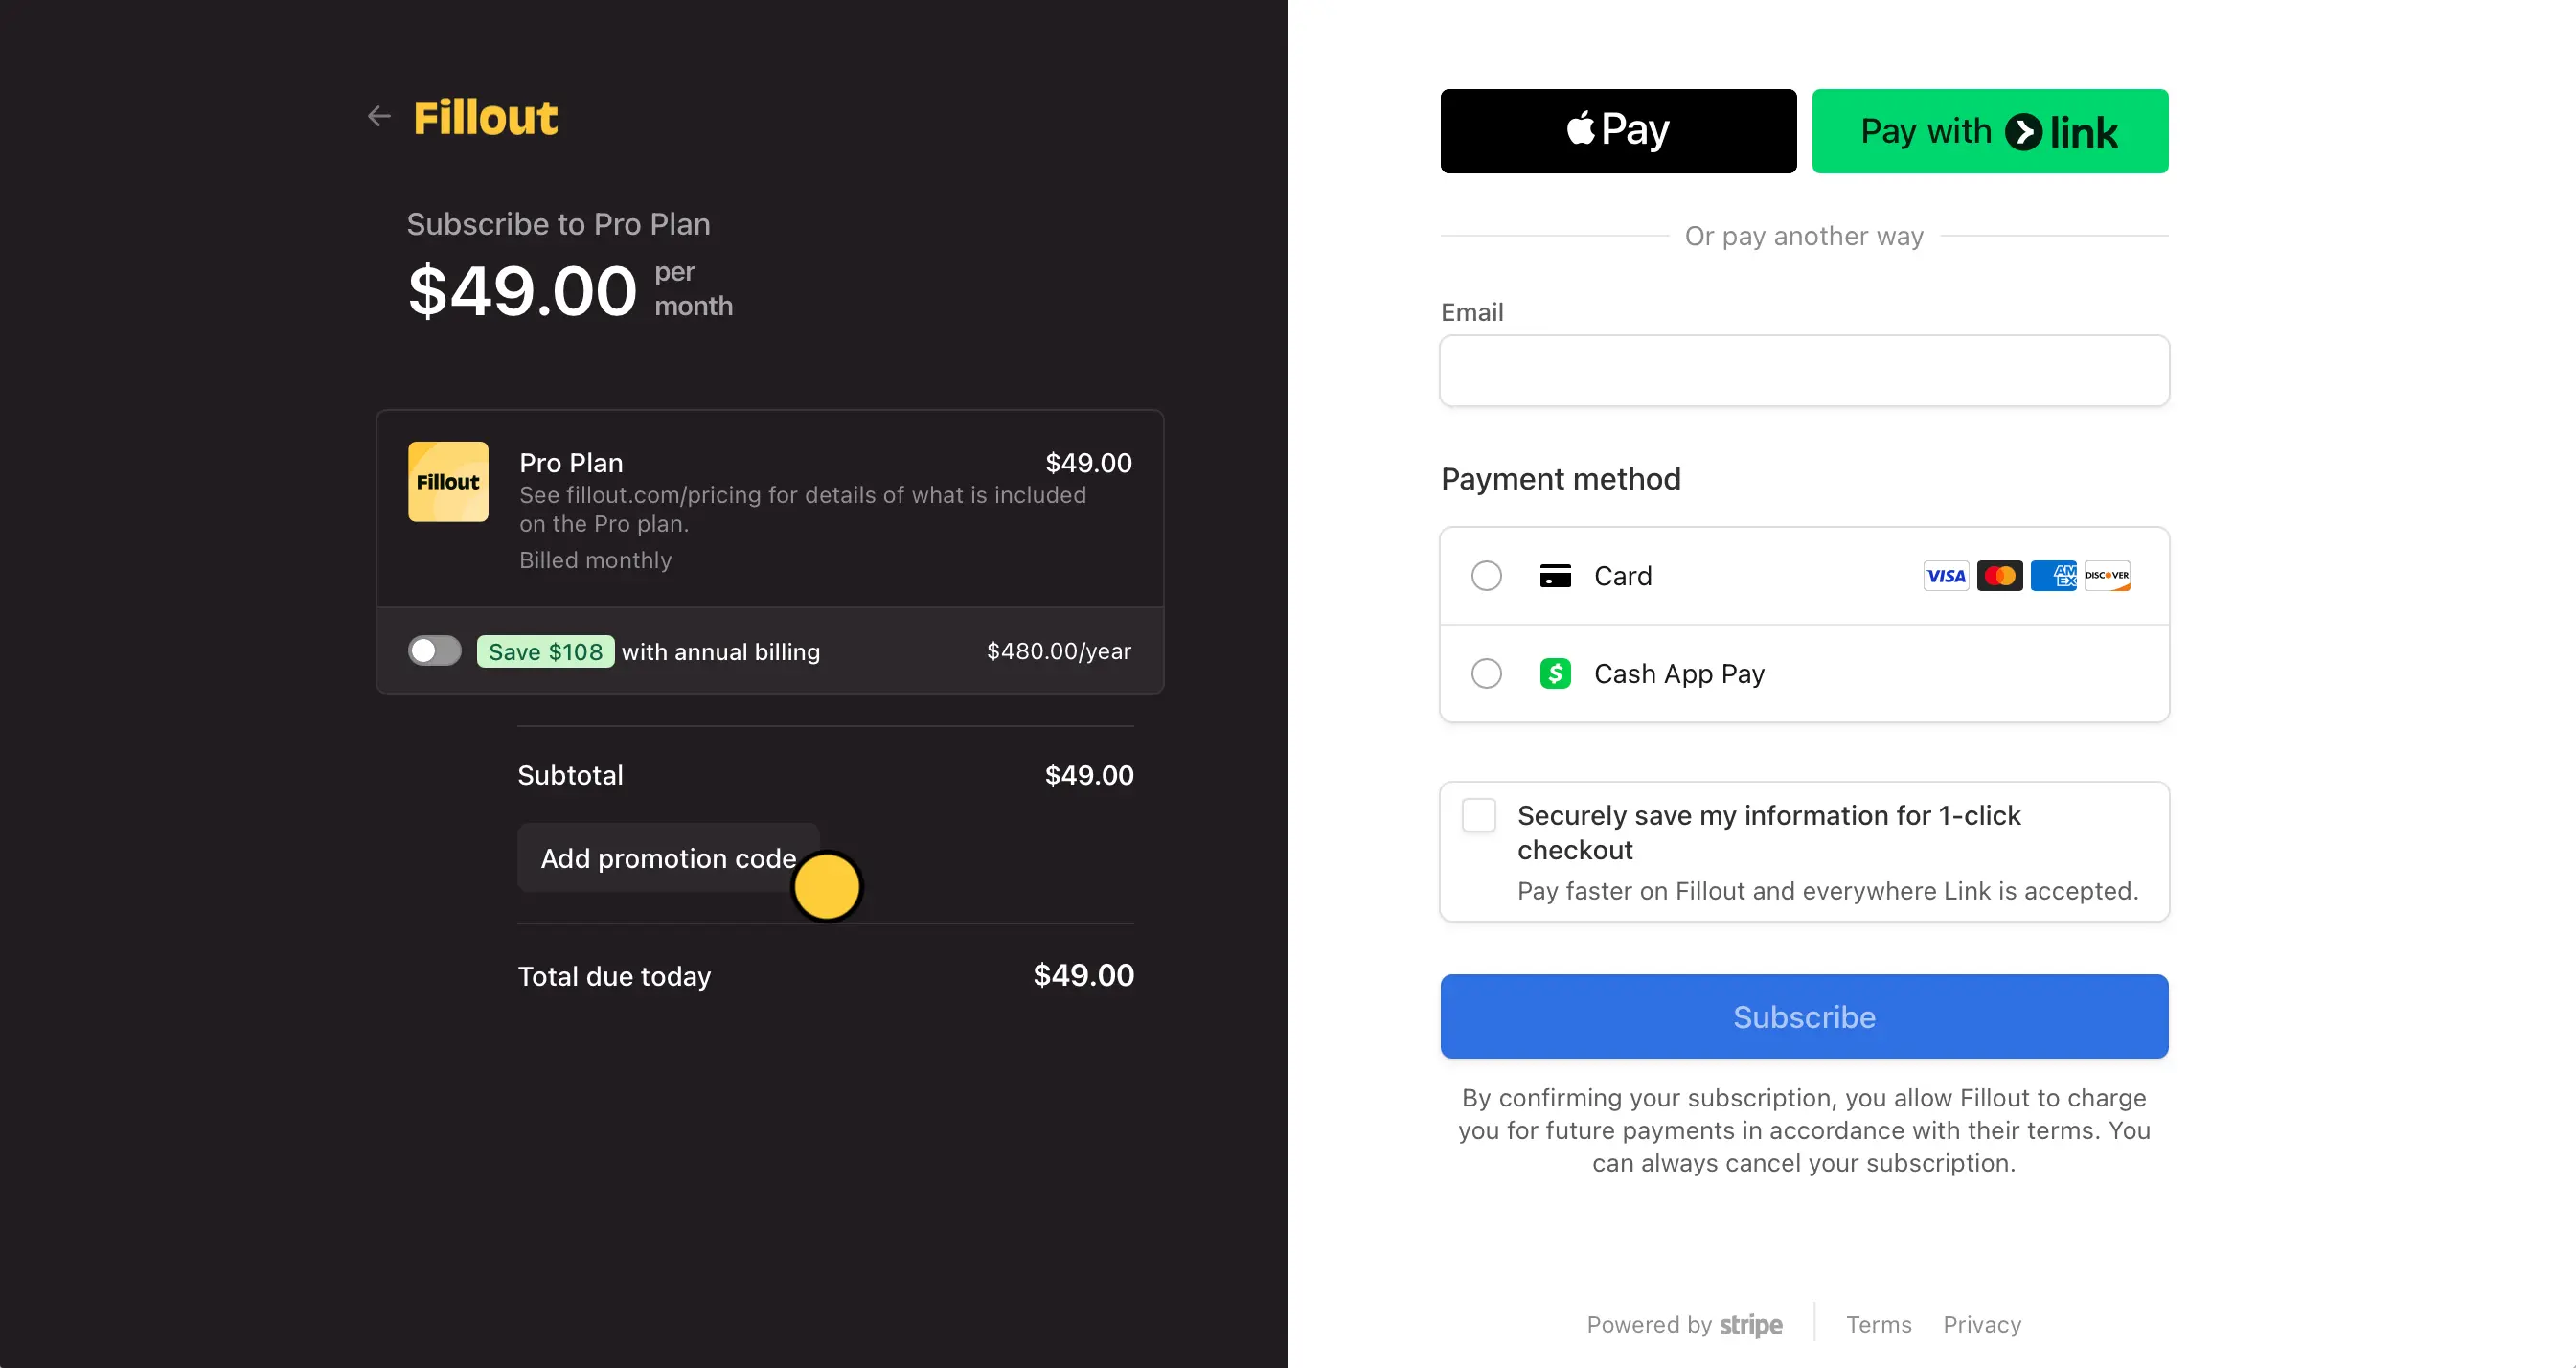 Fillout
Subscribe to Pro Plan
$49.00 per
month
Fillout
Pro Plan $49.00
See fillout.com/pricing for details of what is included
on the Pro plan.
Billed monthly
Save $108 with annual billing $480.00/year
Subtotal $49.00
Add promotion code
Total due today $49.00
Pay
Pay with link
Or pay another way
Email
Payment method
Card VISA AM EX DISCOVER
$ Cash App Pay
Securely save my information for 1-click
checkout
Pay faster on Fillout and everywhere Link is accepted.
Subscribe
By confirming your subscription, you allow Fillout to charge
you for future payments in accordance with their terms. You
can always cancel your subscription.
Powered by stripe Terms Privacy